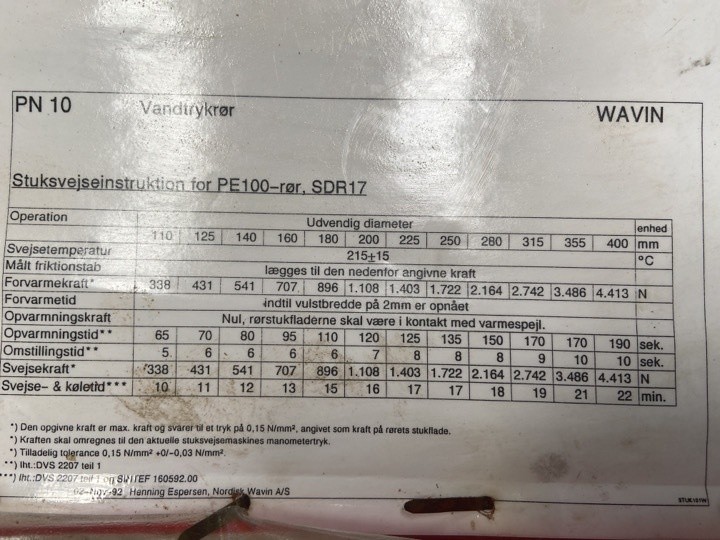 PN 10 Vandtrykrør WAVIN
Stuksvejseinstruktion for PE100-rør, SDR17
Operation Udvendig diameter enhed
110 125 140 160 180 200 225 250 280 315 355 400 mm
Svejsetemperatur 215±15 °C
Målt friktionstab lægges til den nedenfor angivne kraft
Forvarmekraft* 338 431 541 707 896 1.108 1.403 1.722 2.164 2.742 3.486 4.413 N
Forvarmetid indtil vulstbredde på 2mm er opnået
Opvarmningskraft Nul, rørstukfladerne skal være i kontakt med varmespejl.
Opvarmningstid** 65 70 80 95 110 120 125 135 150 170 170 190 sek.
Omstillingstid** 5 6 6 6 6 7 8 8 8 9 10 10 sek.
Svejsekraft* 338 431 541 707 896 1.108 1.403 1.722 2.164 2.742 3.486 4.413 N
Svejse- & køletid*** 10 11 12 13 15 16 17 17 18 19 21 22 min.
*) Den opgivne kraft er max. kraft og svarer til et tryk på 0,15 N/mm², angivet som kraft på rørets stukflade.
*) Kraften skal omregnes til den aktuelle stuksvejsemaskines manometertryk.
*) Tilladelig tolerance 0,15 N/mm² +0/-0,03 N/mm².
**) Iht.:DVS 2207 teil 1
***) Iht.:DVS 2207 teil 1 og SINTEF 160592.00
02-Nov-92 Henning Espersen, Nordisk Wavin A/S